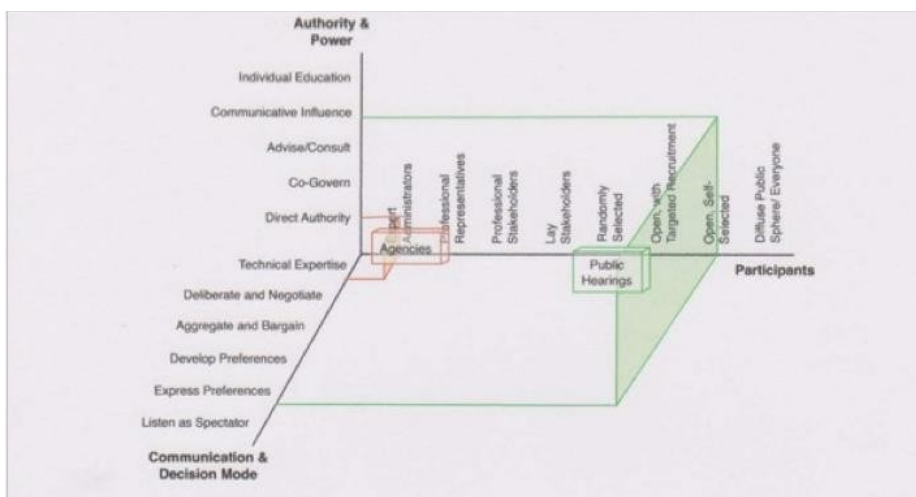 Authority &
Power
Individual Education
Communicative Influence
Advise/Consult
Co-Govern
Direct Authority
Administrators
Professional
Representatives
Professional
Stakeholders
Lay
Stakeholders
Randomly
Selected
Open, with
Targeted Recruitment
Open, Self-
Selected
Diffuse Public
Sphere/ Everyone
Agencies
Public
Hearings
Participants
Technical Expertise
Deliberate and Negotiate
Aggregate and Bargain
Develop Preferences
Express Preferences
Listen as Spectator
Communication &
Decision Mode